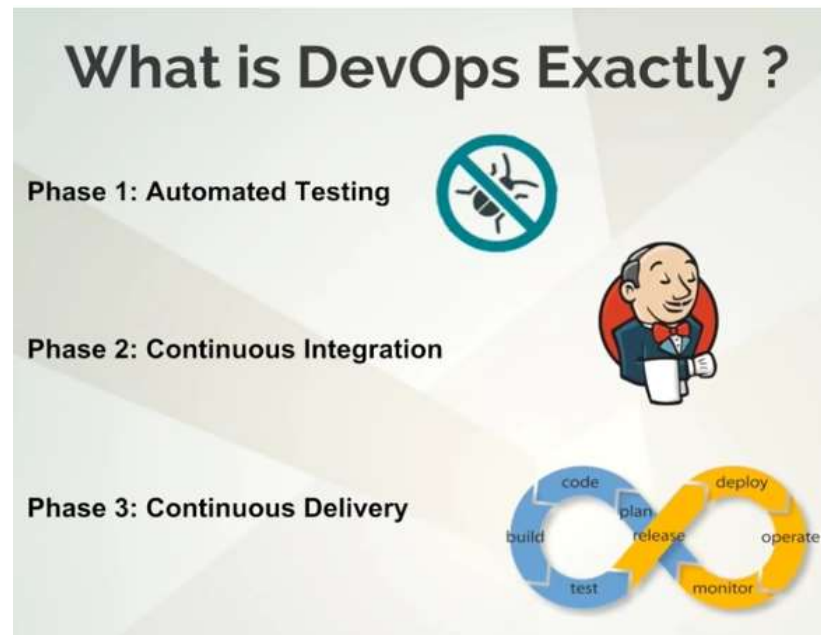 What is DevOps Exactly ?
Phase 1: Automated Testing
Phase 2: Continuous Integration
Phase 3: Continuous Delivery
code
deploy
plan
build
release
operate
test
monitor